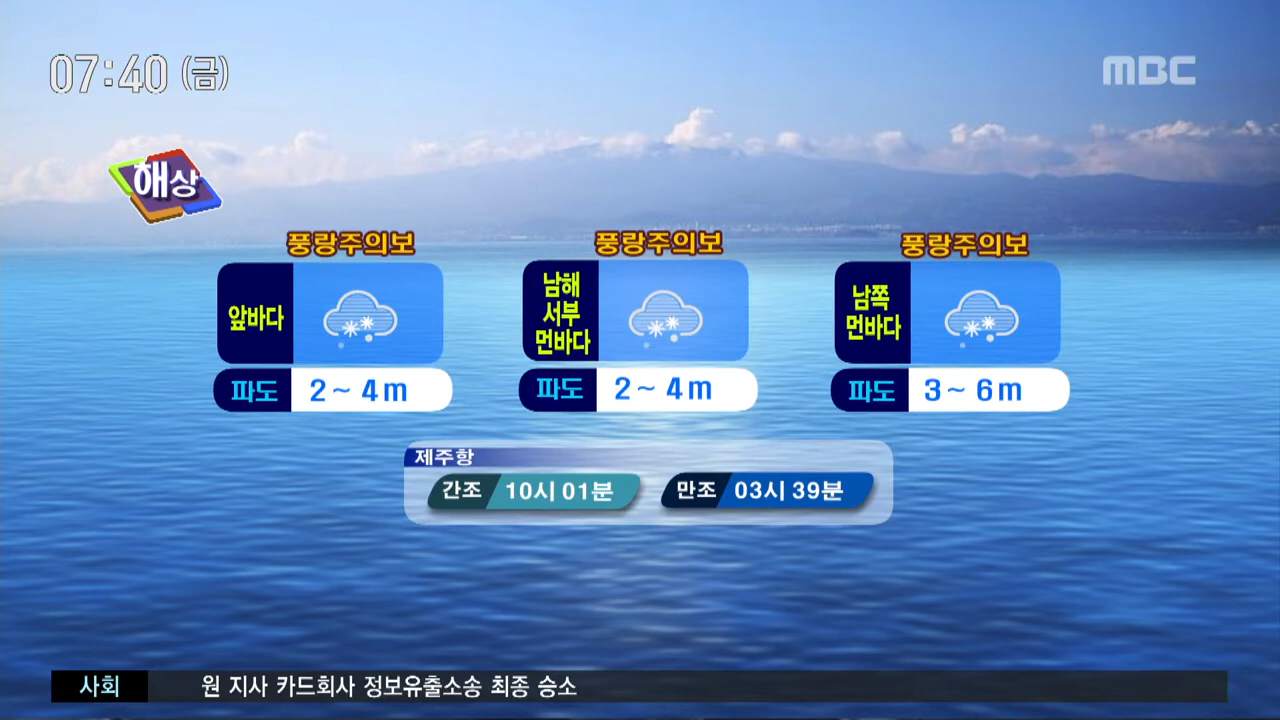 07:40 (금)
MBC
해상
풍랑주의보
앞바다
파도 2 ~ 4 m
풍랑주의보
남해
서부
먼바다
파도 2 ~ 4 m
풍랑주의보
남쪽
먼바다
파도 3 ~ 6 m
제주항
간조 10시 01분
만조 03시 39분
사회 원 지사 카드회사 정보유출소송 최종 승소